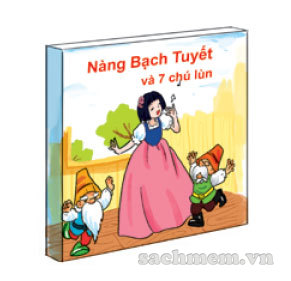 Nàng Bạch Tuyết
và 7 chú lùn
sachmem.vn